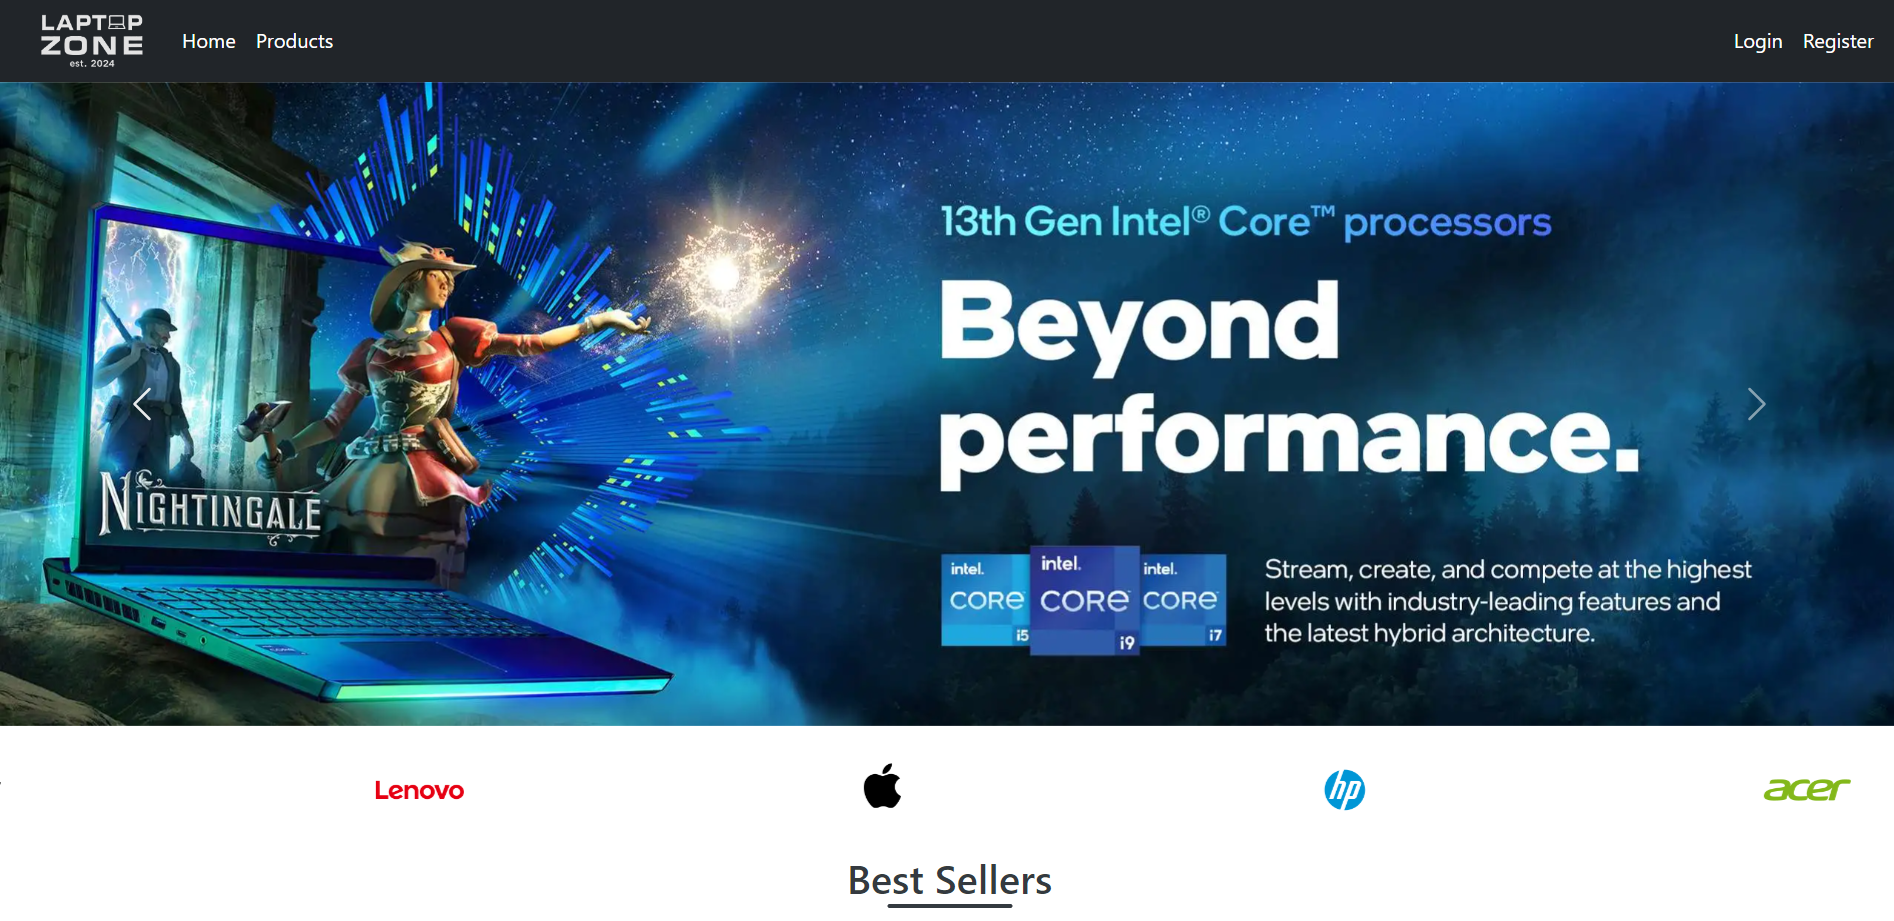 LAPTOP
ZONE
est. 2024
Home Products
Login Register
13th Gen Intel® Core™ processors
Beyond
performance.
NIGHTINGALE
intel.
CORE
i5
intel.
CORE
i9
intel.
CORE
i7
Stream, create, and compete at the highest
levels with industry-leading features and
the latest hybrid architecture.
Lenovo
hp
acer
Best Sellers